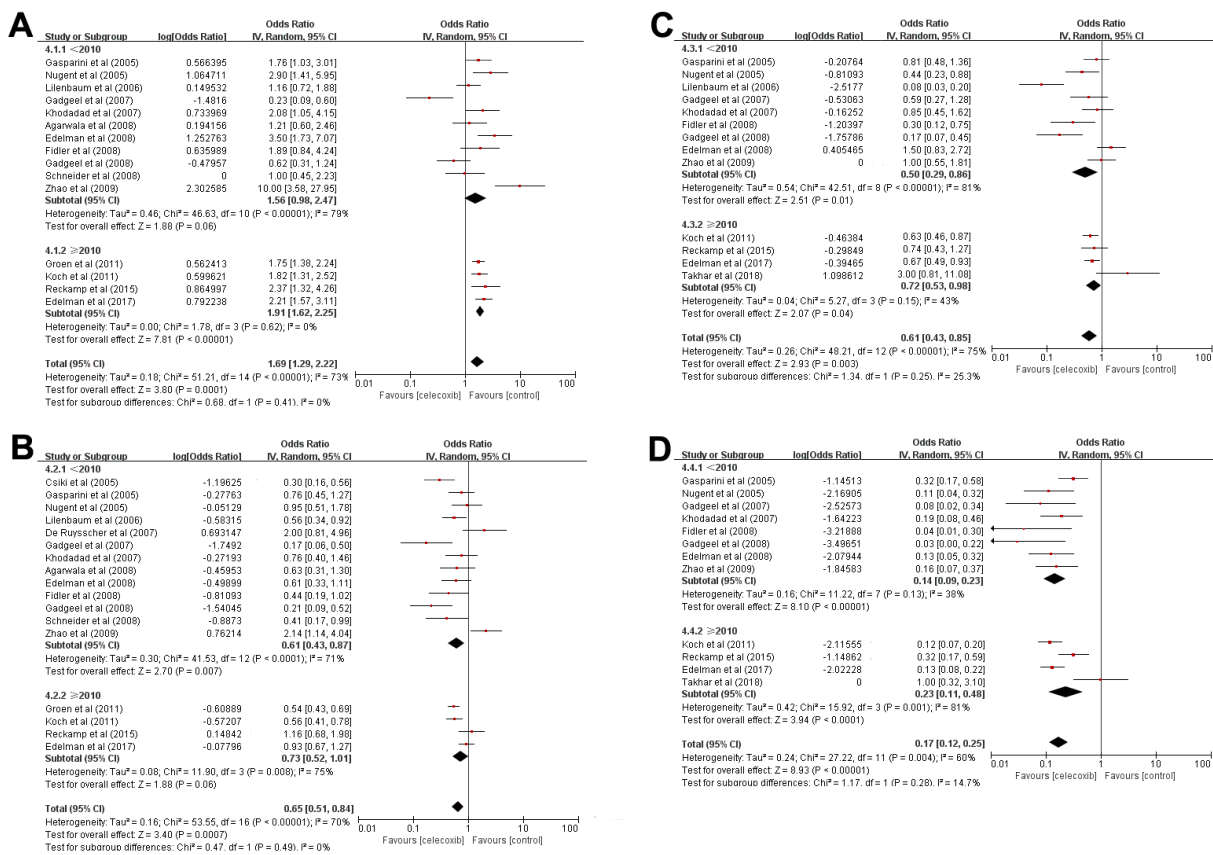 A
Odds Ratio Odds Ratio
Study or Subgroup log[Odds Ratio] IV, Random, 95% CI IV, Random, 95% CI
4.1.1 <2010
Gasparini et al (2005) 0.566395 1.76 [1.03, 3.01]
Nugent et al (2005) 1.064711 2.90 [1.41, 5.95]
Lilenbaum et al (2006) 0.149532 1.16 [0.72, 1.88]
Gadgeel et al (2007) -1.4816 0.23 [0.09, 0.60]
Khodadad et al (2007) 0.733969 2.08 [1.05, 4.15]
Agarwala et al (2008) 0.194156 1.21 [0.60, 2.46]
Edelman et al (2008) 1.252763 3.50 [1.73, 7.07]
Fidler et al (2008) 0.635989 1.89 [0.84, 4.24]
Gadgeel et al (2008) -0.47957 0.62 [0.31, 1.24]
Schneider et al (2008) 0 1.00 [0.45, 2.23]
Zhao et al (2009) 2.302585 10.00 [3.58, 27.95]
Subtotal (95% CI) 1.56 [0.98, 2.47]
Heterogeneity: Tau² = 0.46; Chi² = 46.63, df = 10 (P < 0.00001); I² = 79%
Test for overall effect: Z = 1.88 (P = 0.06)
4.1.2 ≥2010
Groen et al (2011) 0.562413 1.75 [1.38, 2.24]
Koch et al (2011) 0.599621 1.82 [1.31, 2.52]
Reckamp et al (2015) 0.864997 2.37 [1.32, 4.26]
Edelman et al (2017) 0.792238 2.21 [1.57, 3.11]
Subtotal (95% CI) 1.91 [1.62, 2.25]
Heterogeneity: Tau² = 0.00; Chi² = 1.78, df = 3 (P = 0.62); I² = 0%
Test for overall effect: Z = 7.81 (P < 0.00001)
Total (95% CI) 1.69 [1.29, 2.22]
Heterogeneity: Tau² = 0.18; Chi² = 51.21, df = 14 (P < 0.00001); I² = 73%
Test for overall effect: Z = 3.80 (P = 0.0001)
Test for subgroup differences: Chi² = 0.68, df = 1 (P = 0.41), I² = 0%
0.01 0.1 1 10 100
Favours [celecoxib] Favours [control]
B
Odds Ratio Odds Ratio
Study or Subgroup log[Odds Ratio] IV, Random, 95% CI IV, Random, 95% CI
4.2.1 <2010
Csiki et al (2005) -1.19625 0.30 [0.16, 0.56]
Gasparini et al (2005) -0.27763 0.76 [0.45, 1.27]
Nugent et al (2005) -0.05129 0.95 [0.51, 1.78]
Lilenbaum et al (2006) -0.58315 0.56 [0.34, 0.92]
De Ruysscher et al (2007) 0.693147 2.00 [0.81, 4.96]
Gadgeel et al (2007) -1.7492 0.17 [0.06, 0.50]
Khodadad et al (2007) -0.27193 0.76 [0.40, 1.46]
Agarwala et al (2008) -0.45953 0.63 [0.31, 1.30]
Edelman et al (2008) -0.49899 0.61 [0.33, 1.11]
Fidler et al (2008) -0.81093 0.44 [0.19, 1.02]
Gadgeel et al (2008) -1.54045 0.21 [0.09, 0.52]
Schneider et al (2008) -0.8873 0.41 [0.17, 0.99]
Zhao et al (2009) 0.76214 2.14 [1.14, 4.04]
Subtotal (95% CI) 0.61 [0.43, 0.87]
Heterogeneity: Tau² = 0.30; Chi² = 41.53, df = 12 (P < 0.0001); I² = 71%
Test for overall effect: Z = 2.70 (P = 0.007)
4.2.2 ≥2010
Groen et al (2011) -0.60889 0.54 [0.43, 0.69]
Koch et al (2011) -0.57207 0.56 [0.41, 0.78]
Reckamp et al (2015) 0.14842 1.16 [0.68, 1.98]
Edelman et al (2017) -0.07796 0.93 [0.67, 1.27]
Subtotal (95% CI) 0.73 [0.52, 1.01]
Heterogeneity: Tau² = 0.08; Chi² = 11.90, df = 3 (P = 0.008); I² = 75%
Test for overall effect: Z = 1.88 (P = 0.06)
Total (95% CI) 0.65 [0.51, 0.84]
Heterogeneity: Tau² = 0.16; Chi² = 53.55, df = 16 (P < 0.00001); I² = 70%
Test for overall effect: Z = 3.40 (P = 0.0007)
Test for subgroup differences: Chi² = 0.47, df = 1 (P = 0.49), I² = 0%
0.01 0.1 1 10 100
Favours [celecoxib] Favours [control]
C
Odds Ratio Odds Ratio
Study or Subgroup log[Odds Ratio] IV, Random, 95% CI IV, Random, 95% CI
4.3.1 <2010
Gasparini et al (2005) -0.20764 0.81 [0.48, 1.36]
Nugent et al (2005) -0.81093 0.44 [0.23, 0.88]
Lilenbaum et al (2006) -2.5177 0.08 [0.03, 0.20]
Gadgeel et al (2007) -0.53063 0.59 [0.27, 1.28]
Khodadad et al (2007) -0.16252 0.85 [0.45, 1.62]
Fidler et al (2008) -1.20397 0.30 [0.12, 0.75]
Gadgeel et al (2008) -1.75786 0.17 [0.07, 0.45]
Edelman et al (2008) 0.405465 1.50 [0.83, 2.72]
Zhao et al (2009) 0 1.00 [0.55, 1.81]
Subtotal (95% CI) 0.50 [0.29, 0.86]
Heterogeneity: Tau² = 0.54; Chi² = 42.51, df = 8 (P < 0.00001); I² = 81%
Test for overall effect: Z = 2.51 (P = 0.01)
4.3.2 ≥2010
Koch et al (2011) -0.46384 0.63 [0.46, 0.87]
Reckamp et al (2015) -0.29849 0.74 [0.43, 1.27]
Edelman et al (2017) -0.39465 0.67 [0.49, 0.93]
Takhar et al (2018) 1.098612 3.00 [0.81, 11.08]
Subtotal (95% CI) 0.72 [0.53, 0.98]
Heterogeneity: Tau² = 0.04; Chi² = 5.27, df = 3 (P = 0.15); I² = 43%
Test for overall effect: Z = 2.07 (P = 0.04)
Total (95% CI) 0.61 [0.43, 0.85]
Heterogeneity: Tau² = 0.26; Chi² = 48.21, df = 12 (P < 0.00001); I² = 75%
Test for overall effect: Z = 2.93 (P = 0.003)
Test for subgroup differences: Chi² = 1.34, df = 1 (P = 0.25), I² = 25.3%
0.01 0.1 1 10 100
Favours [celecoxib] Favours [control]
D
Odds Ratio Odds Ratio
Study or Subgroup log[Odds Ratio] IV, Random, 95% CI IV, Random, 95% CI
4.4.1 <2010
Gasparini et al (2005) -1.14513 0.32 [0.17, 0.58]
Nugent et al (2005) -2.16905 0.11 [0.04, 0.32]
Gadgeel et al (2007) -2.52573 0.08 [0.02, 0.34]
Khodadad et al (2007) -1.64223 0.19 [0.08, 0.46]
Fidler et al (2008) -3.21888 0.04 [0.01, 0.30]
Gadgeel et al (2008) -3.49651 0.03 [0.00, 0.22]
Edelman et al (2008) -2.07944 0.13 [0.05, 0.32]
Zhao et al (2009) -1.84583 0.16 [0.07, 0.37]
Subtotal (95% CI) 0.14 [0.09, 0.23]
Heterogeneity: Tau² = 0.16; Chi² = 11.22, df = 7 (P = 0.13); I² = 38%
Test for overall effect: Z = 8.10 (P < 0.00001)
4.4.2 ≥2010
Koch et al (2011) -2.11555 0.12 [0.07, 0.20]
Reckamp et al (2015) -1.14862 0.32 [0.17, 0.59]
Edelman et al (2017) -2.02228 0.13 [0.08, 0.22]
Takhar et al (2018) 0 1.00 [0.32, 3.10]
Subtotal (95% CI) 0.23 [0.11, 0.48]
Heterogeneity: Tau² = 0.42; Chi² = 15.92, df = 3 (P = 0.001); I² = 81%
Test for overall effect: Z = 3.94 (P < 0.0001)
Total (95% CI) 0.17 [0.12, 0.25]
Heterogeneity: Tau² = 0.24; Chi² = 27.22, df = 11 (P = 0.004); I² = 60%
Test for overall effect: Z = 8.93 (P < 0.00001)
Test for subgroup differences: Chi² = 1.17, df = 1 (P = 0.28), I² = 14.7%
0.01 0.1 1 10 100
Favours [celecoxib] Favours [control]